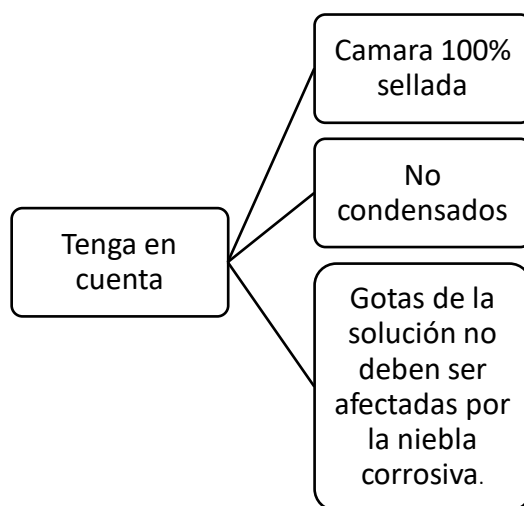 Tenga en
cuenta
Camara 100%
sellada
No
condensados
Gotas de la
solución no
deben ser
afectadas por
la niebla
corrosiva.